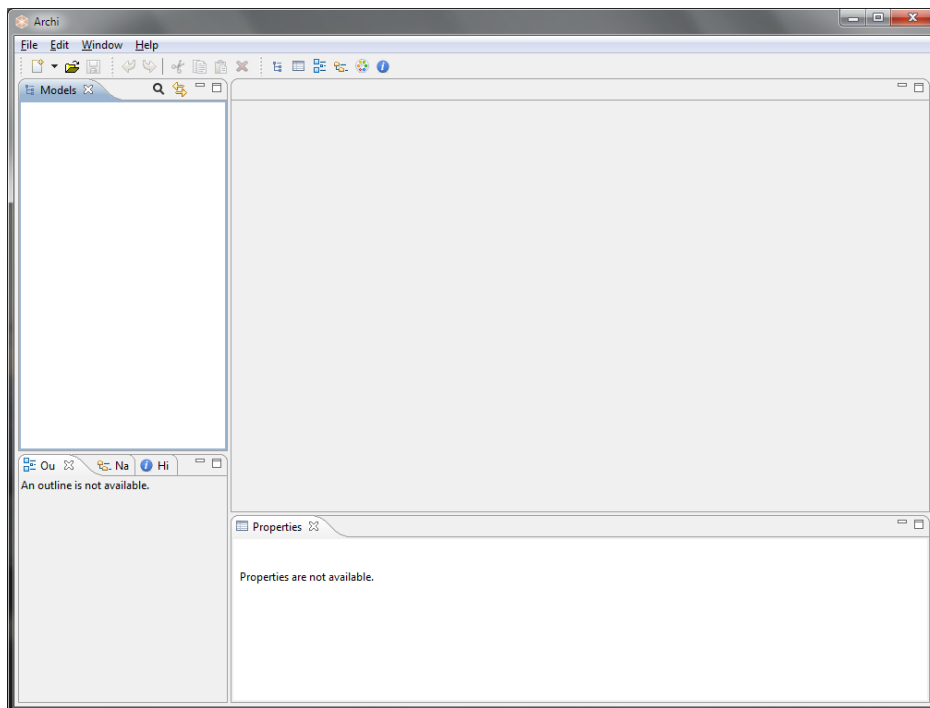 Archi
File Edit Window Help
Models
Ou Na Hi
An outline is not available.
Properties
Properties are not available.